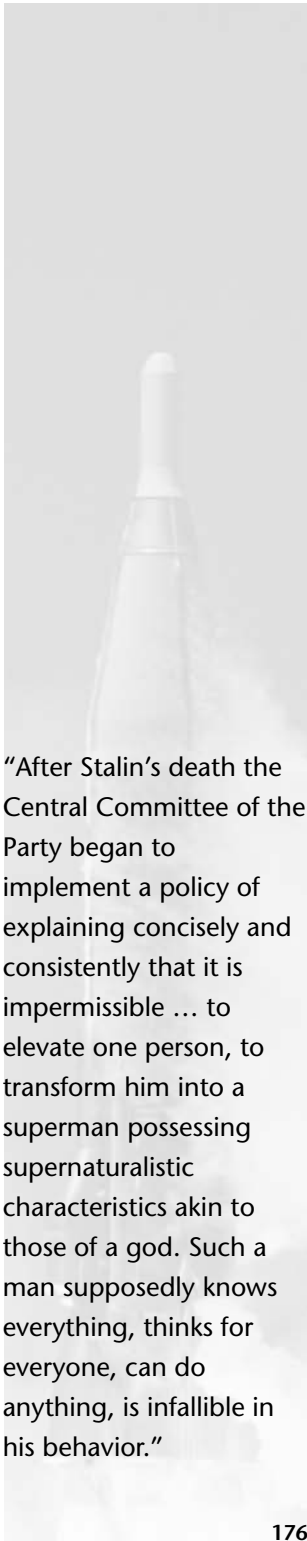 “After Stalin’s death the
Central Committee of the
Party began to
implement a policy of
explaining concisely and
consistently that it is
impermissible … to
elevate one person, to
transform him into a
superman possessing
supernaturalistic
characteristics akin to
those of a god. Such a
man supposedly knows
everything, thinks for
everyone, can do
anything, is infallible in
his behavior.”
176